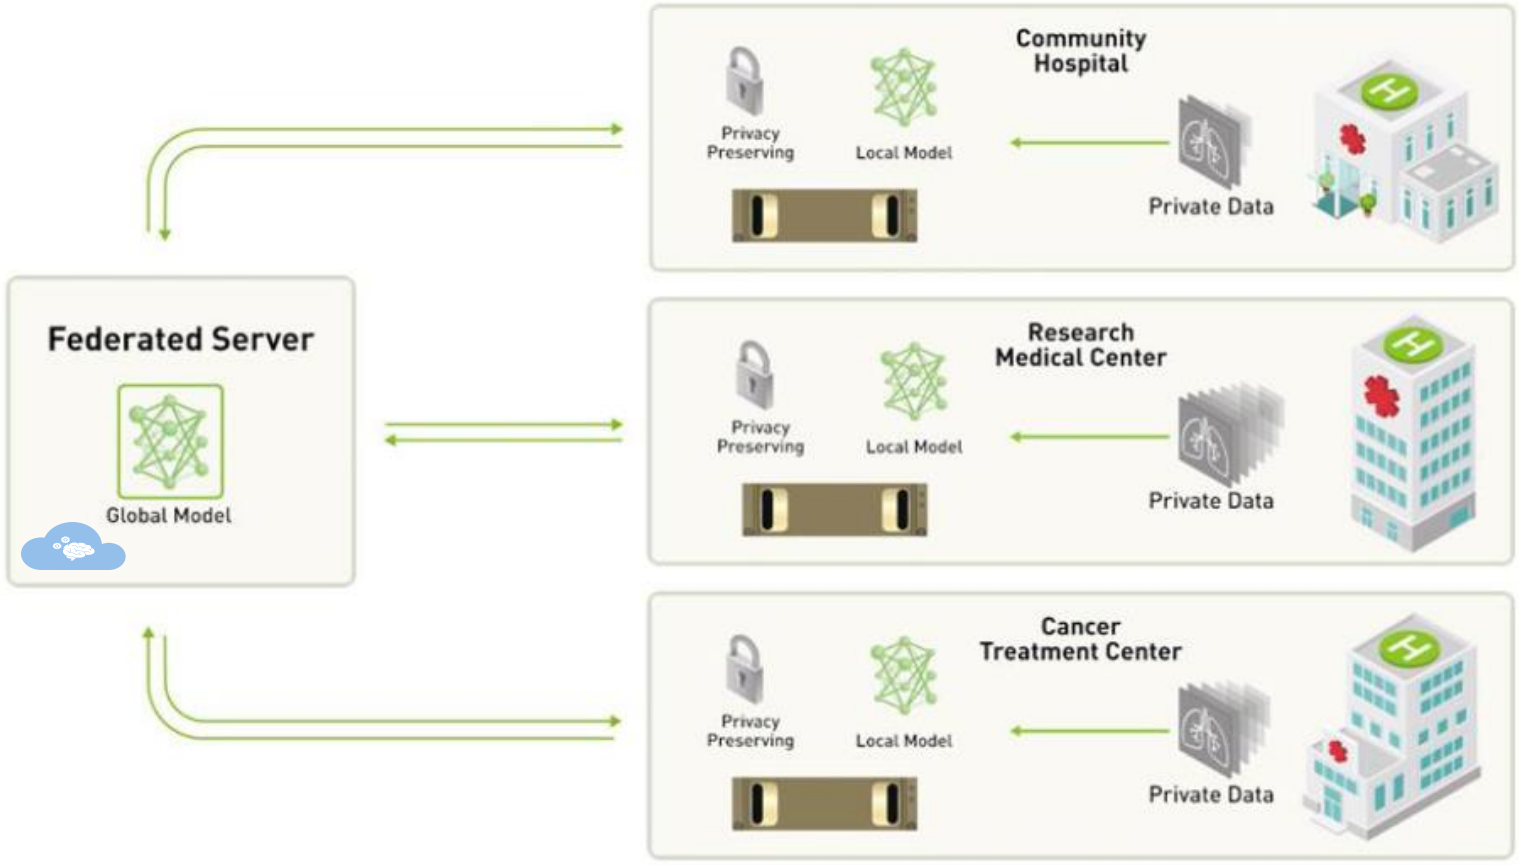 Community
Hospital
Privacy
Preserving
Local Model
Private Data
H
Federated Server
Global Model
Research
Medical Center
Privacy
Preserving
Local Model
Private Data
H
Cancer
Treatment Center
Privacy
Preserving
Local Model
Private Data
H